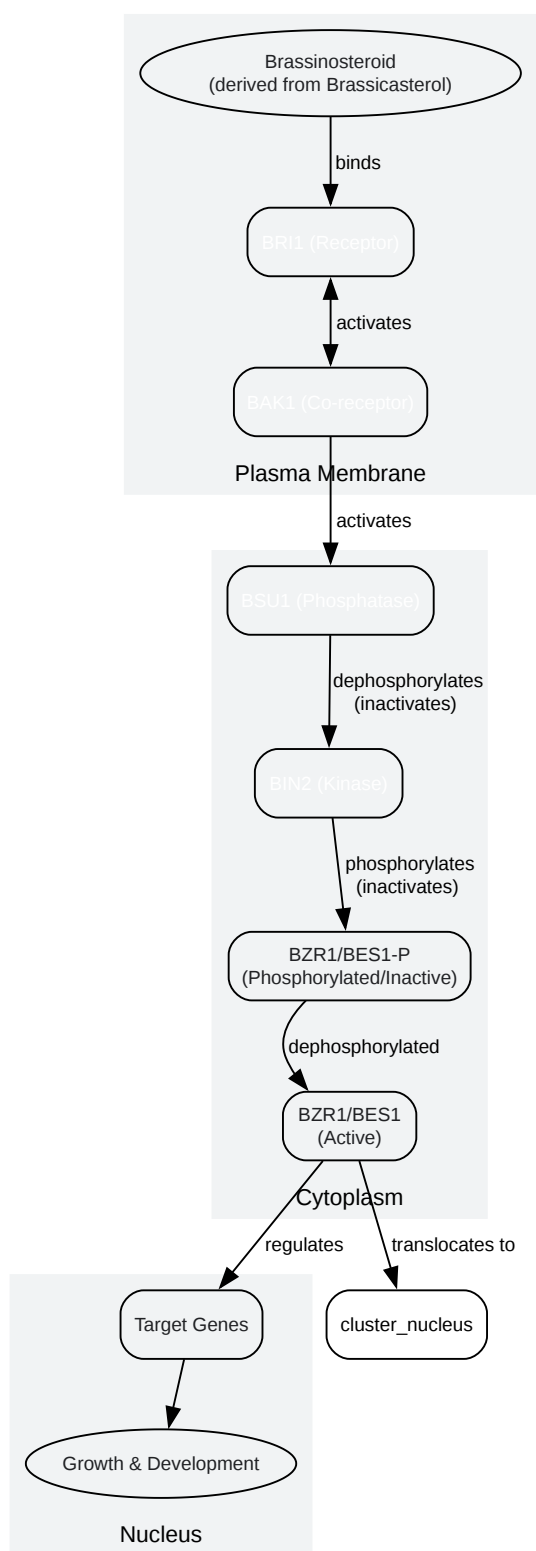 Brassinosteroid
(derived from Brassicasterol)
binds
BRI1 (Receptor)
activates
BAK1 (Co-receptor)
Plasma Membrane
activates
BSU1 (Phosphatase)
dephosphorylates
(inactivates)
BIN2 (Kinase)
phosphorylates
(inactivates)
BZR1/BES1-P
(Phosphorylated/Inactive)
dephosphorylated
BZR1/BES1
(Active)
Cytoplasm
regulates
translocates to
Target Genes
cluster_nucleus
Growth & Development
Nucleus